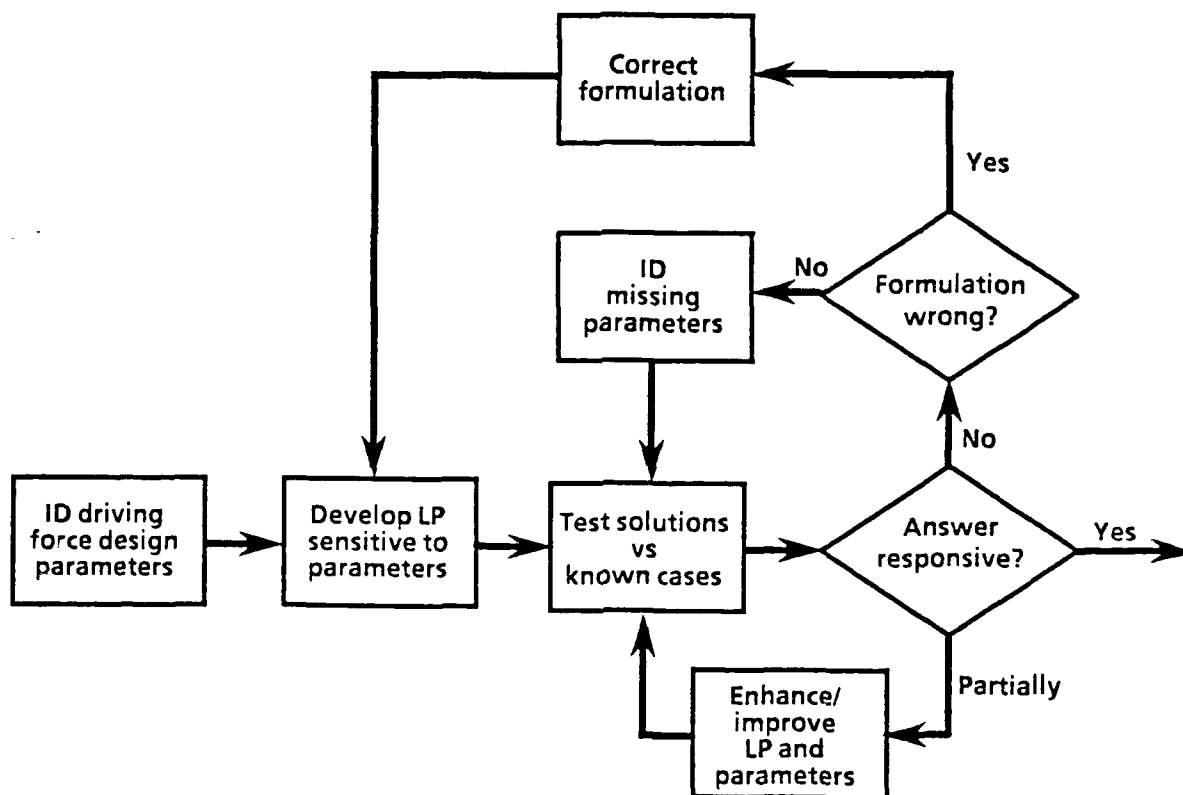 Correct
formulation
Yes
ID
missing
parameters
No
Formulation
wrong?
No
ID driving
force design
parameters
Develop LP
sensitive to
parameters
Test solutions
vs
known cases
Answer
responsive?
Yes
Partially
Enhance/
improve
LP and
parameters